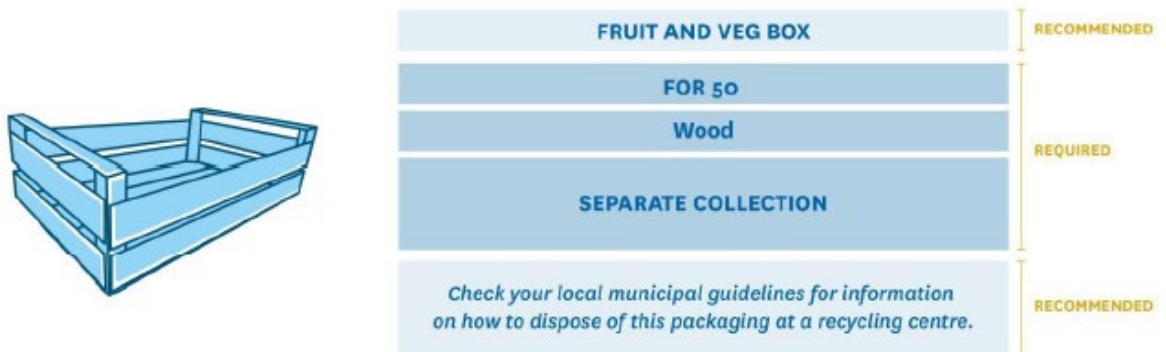 FRUIT AND VEG BOX
RECOMMENDED
FOR 50
Wood
SEPARATE COLLECTION
REQUIRED
Check your local municipal guidelines for information
on how to dispose of this packaging at a recycling centre.
RECOMMENDED